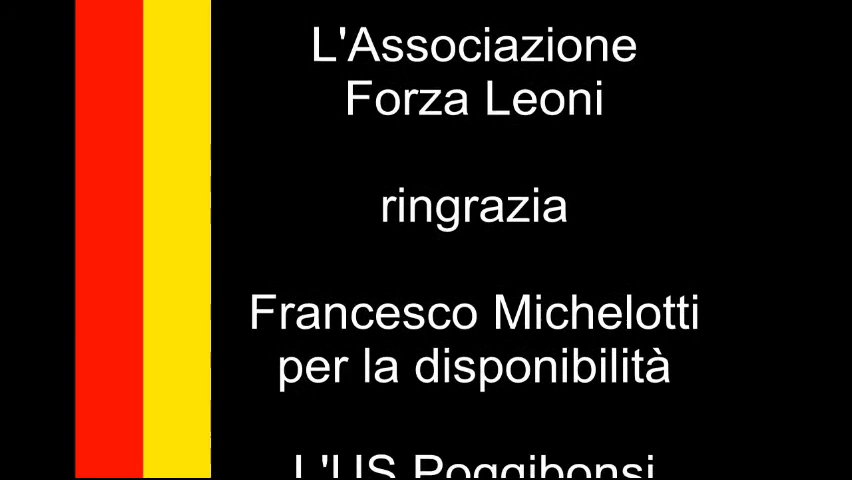 L'Associazione
Forza Leoni
ringrazia
Francesco Michelotti
per la disponibilità
L'US Poggibonsi